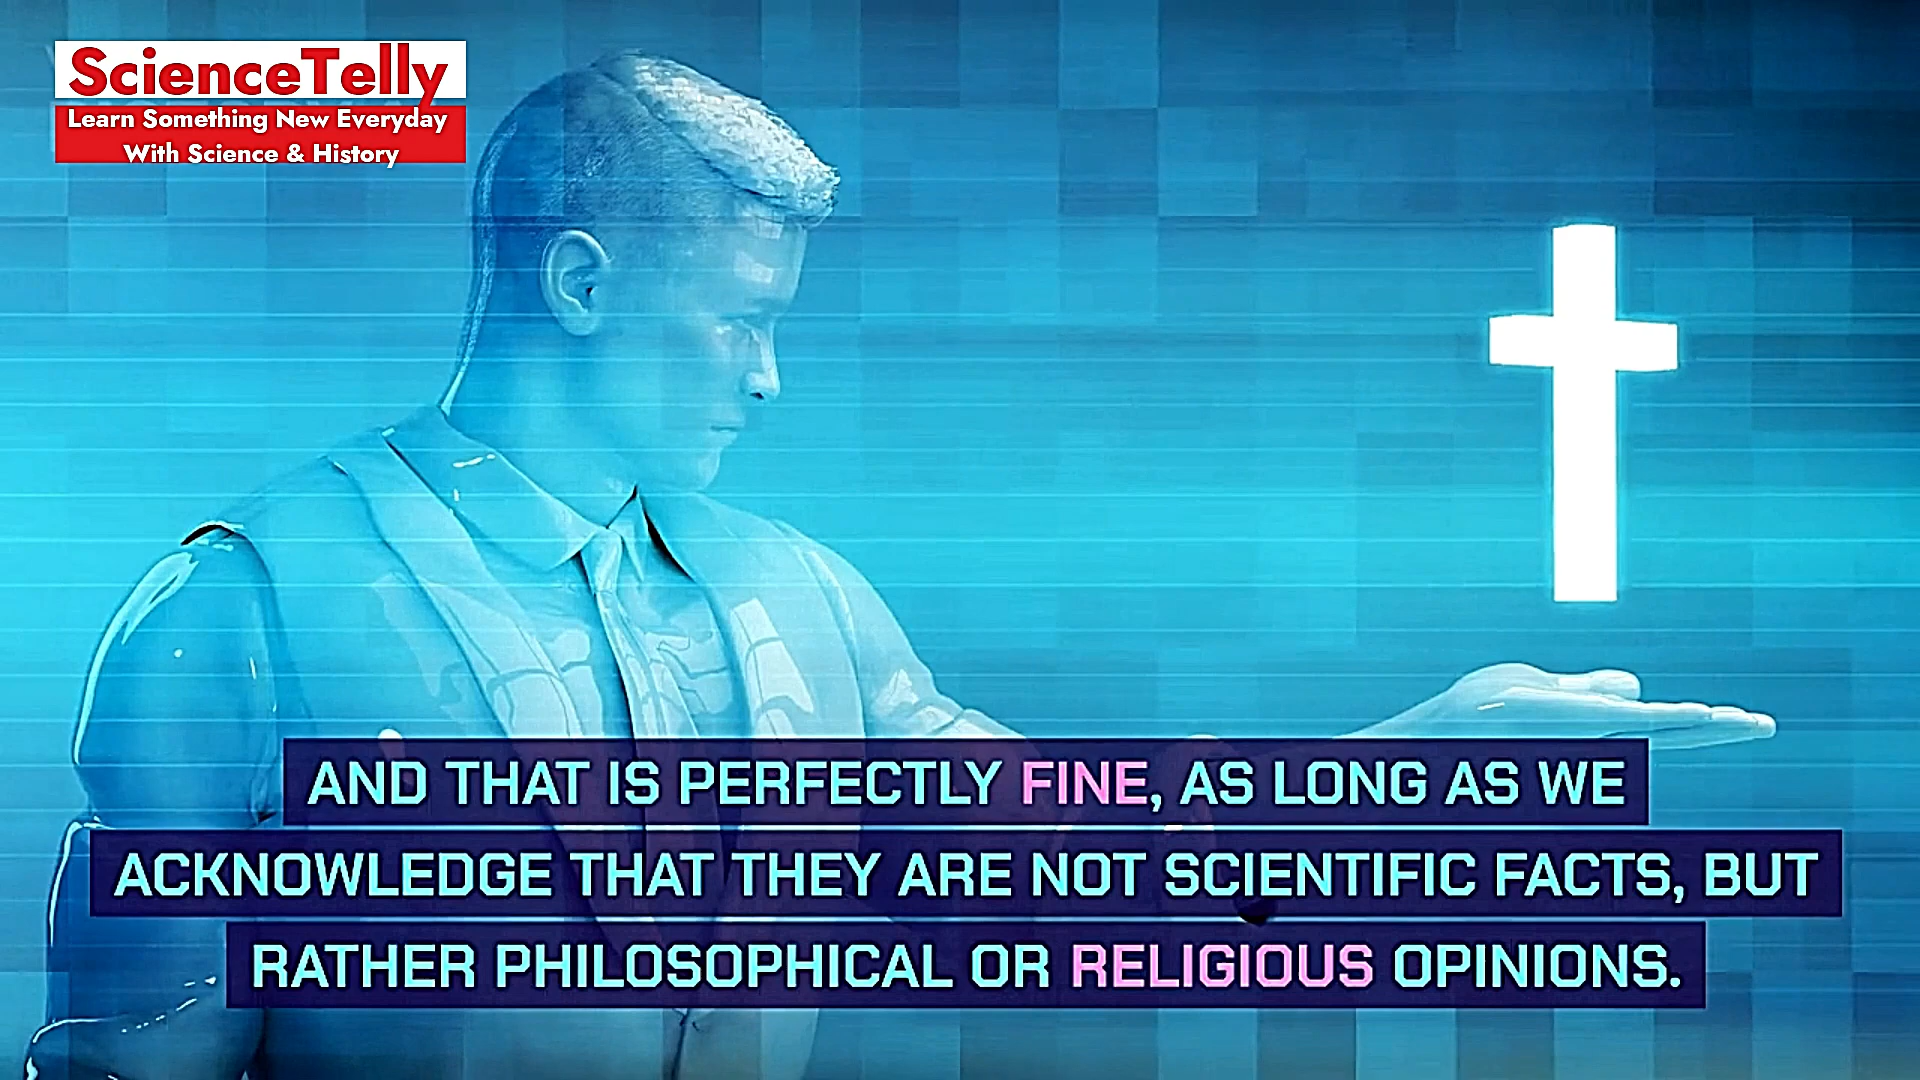 ScienceTelly
Learn Something New Everyday
With Science & History
AND THAT IS PERFECTLY FINE, AS LONG AS WE
ACKNOWLEDGE THAT THEY ARE NOT SCIENTIFIC FACTS, BUT
RATHER PHILOSOPHICAL OR RELIGIOUS OPINIONS.